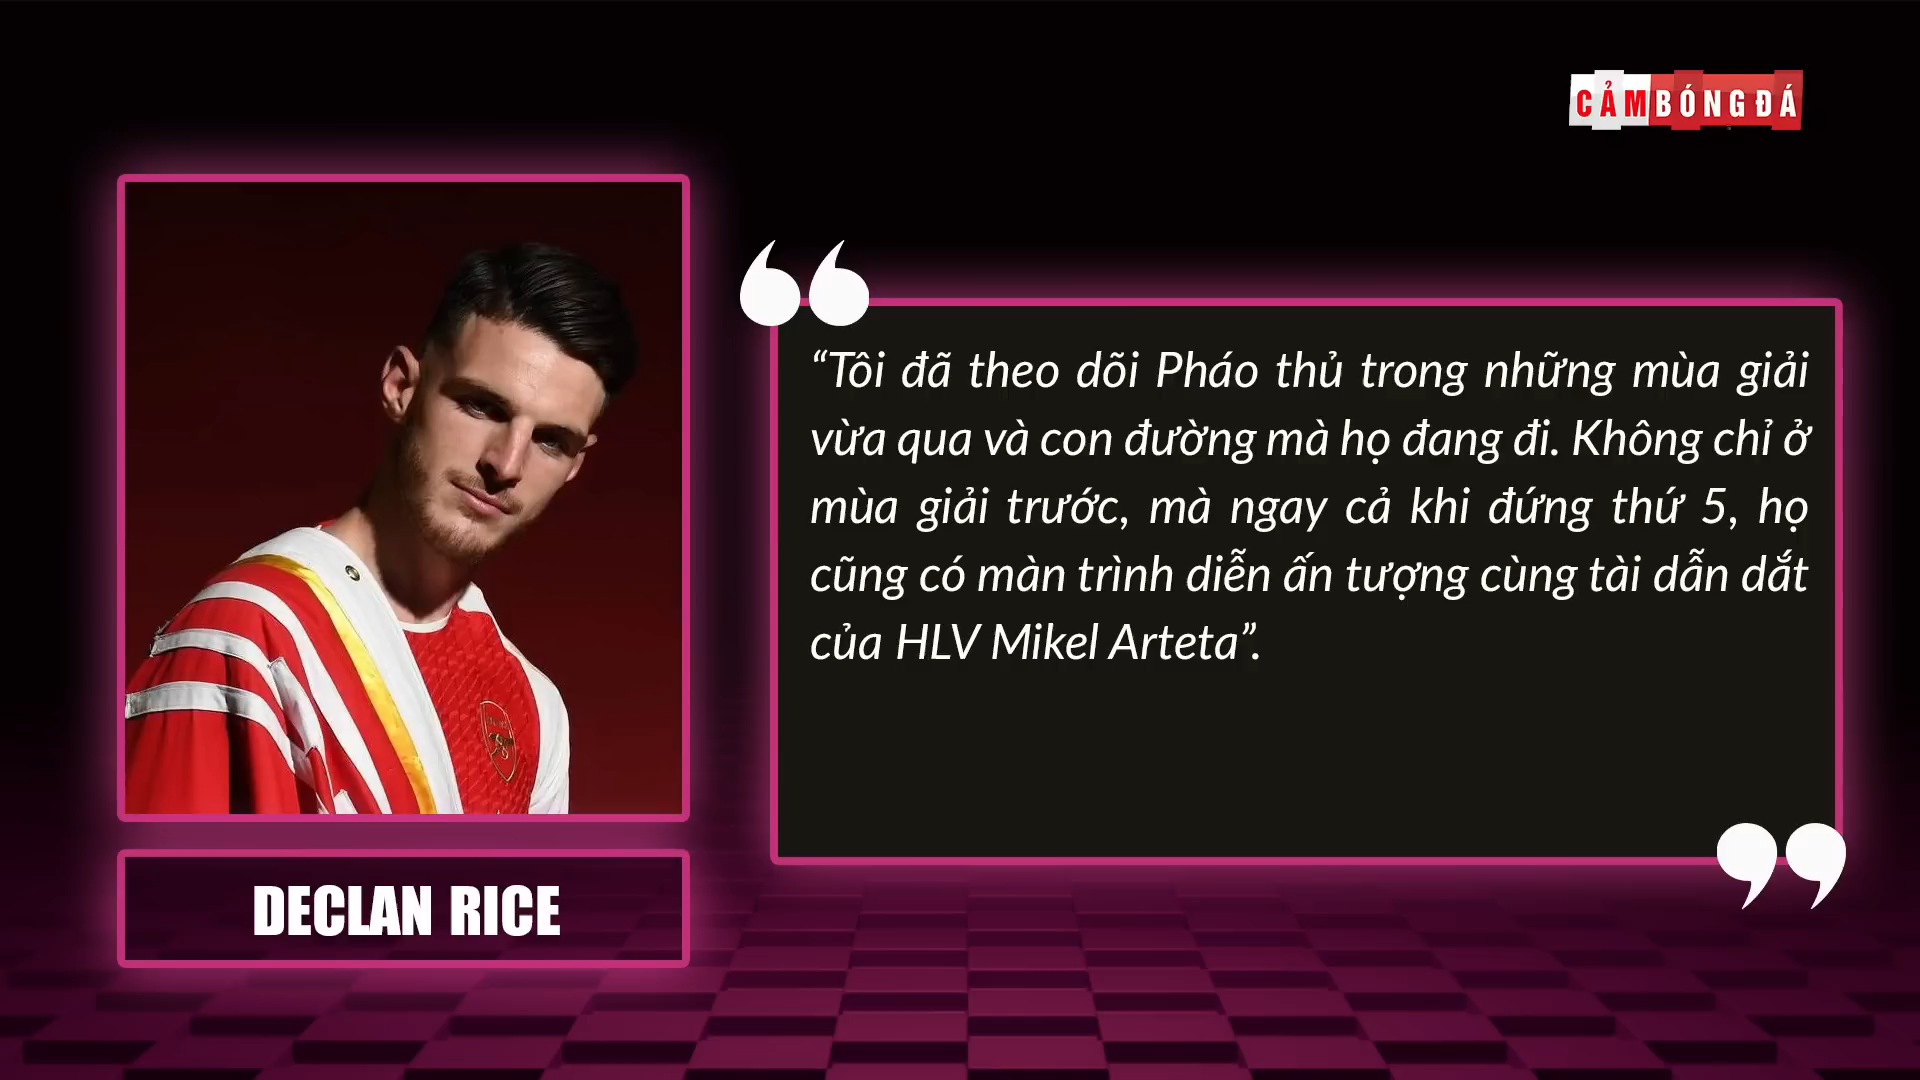 CẢM BÓNG ĐÁ
“Tôi đã theo dõi Pháo thủ trong những mùa giải
vừa qua và con đường mà họ đang đi. Không chỉ ở
mùa giải trước, mà ngay cả khi đứng thứ 5, họ
cũng có màn trình diễn ấn tượng cùng tài dẫn dắt
của HLV Mikel Arteta”.
DECLAN RICE